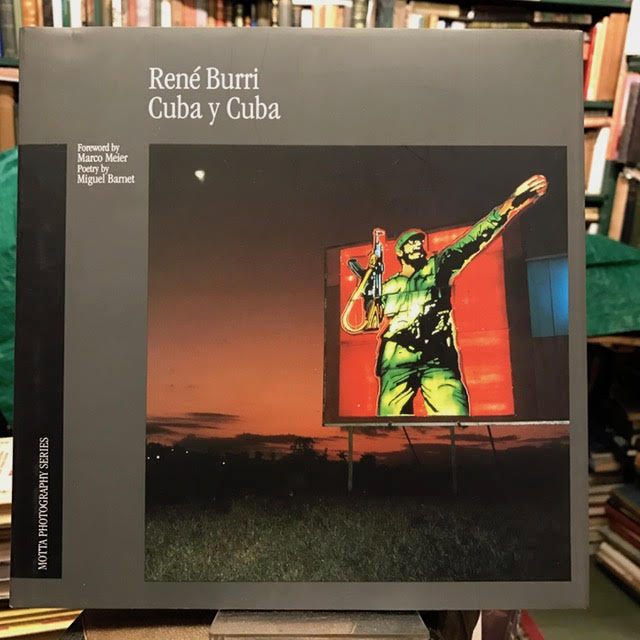 René Burri
Cuba y Cuba
Foreword by
Marco Meier
Poetry by
Miguel Barnet
MOTTA PHOTOGRAPHY SERIES